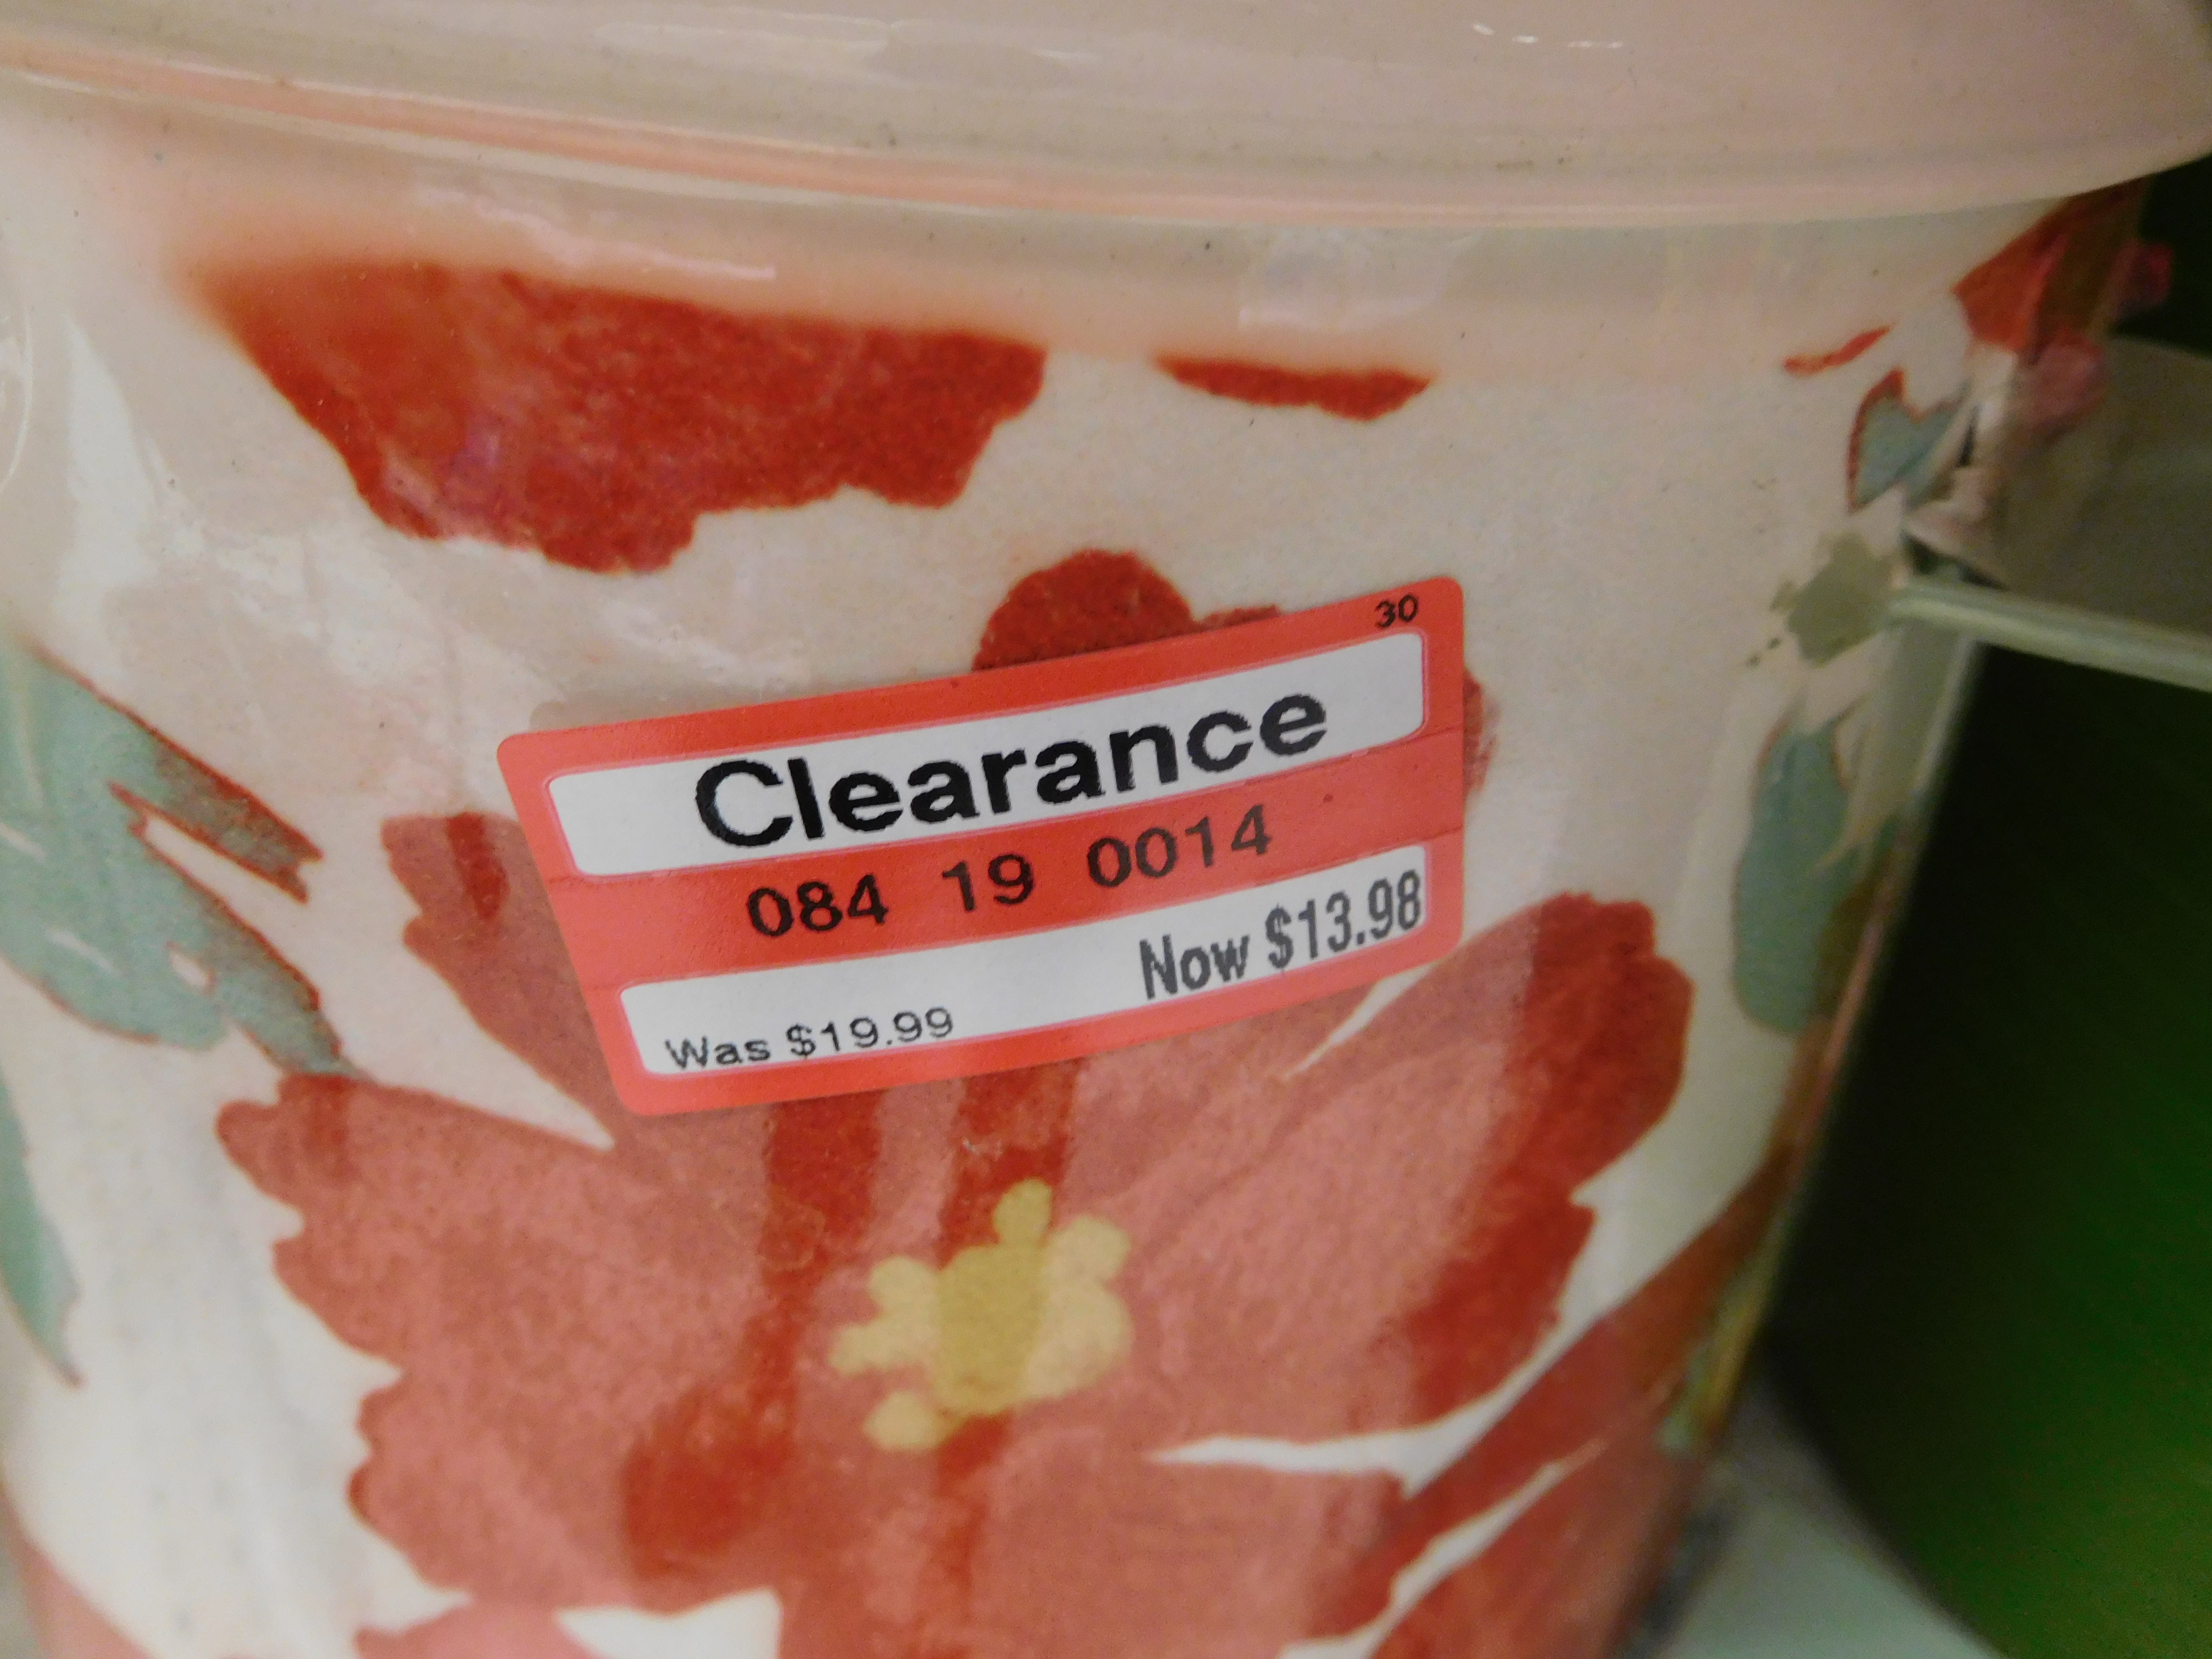 30
Clearance
084 19 0014
Now $13.98
Was $19.99